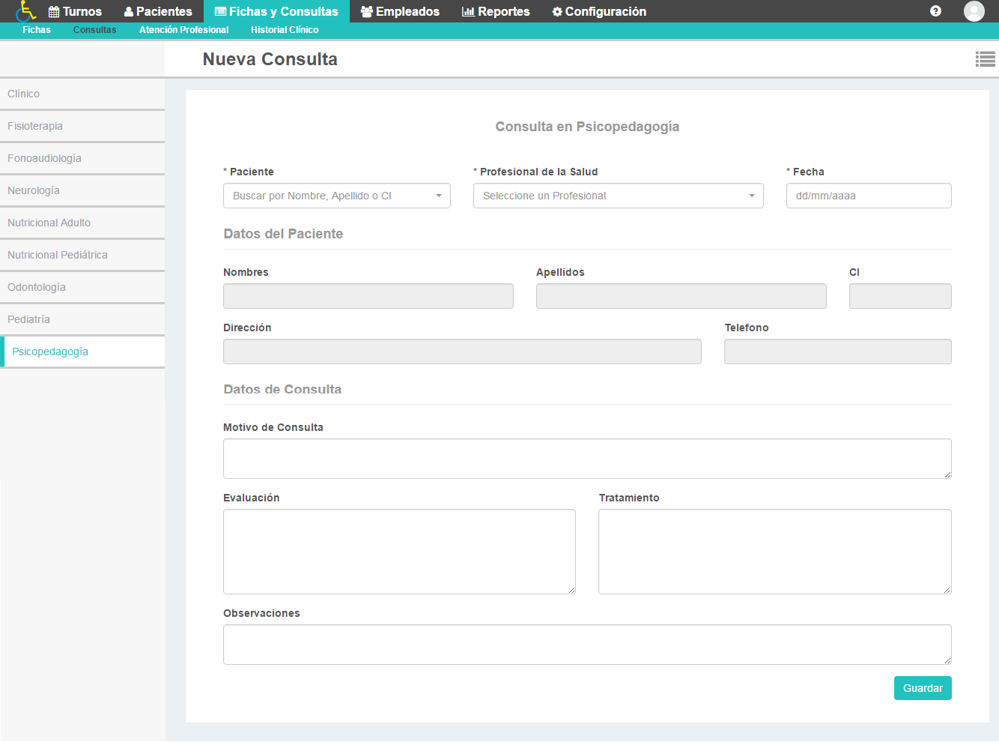 Turnos Pacientes Fichas y Consultas Empleados Reportes Configuración
Fichas Consultas Atención Profesional Historial Clínico
Nueva Consulta
Clínico
Fisioterapia
Fonoaudiología
Neurología
Nutricional Adulto
Nutricional Pediátrica
Odontología
Pediatría
Psicopedagogía
Consulta en Psicopedagogía
* Paciente * Profesional de la Salud * Fecha
Buscar por Nombre, Apellido o CI Seleccione un Profesional dd/mm/aaaa
Datos del Paciente
Nombres Apellidos CI
Dirección Telefono
Datos de Consulta
Motivo de Consulta
Evaluación Tratamiento
Observaciones
Guardar